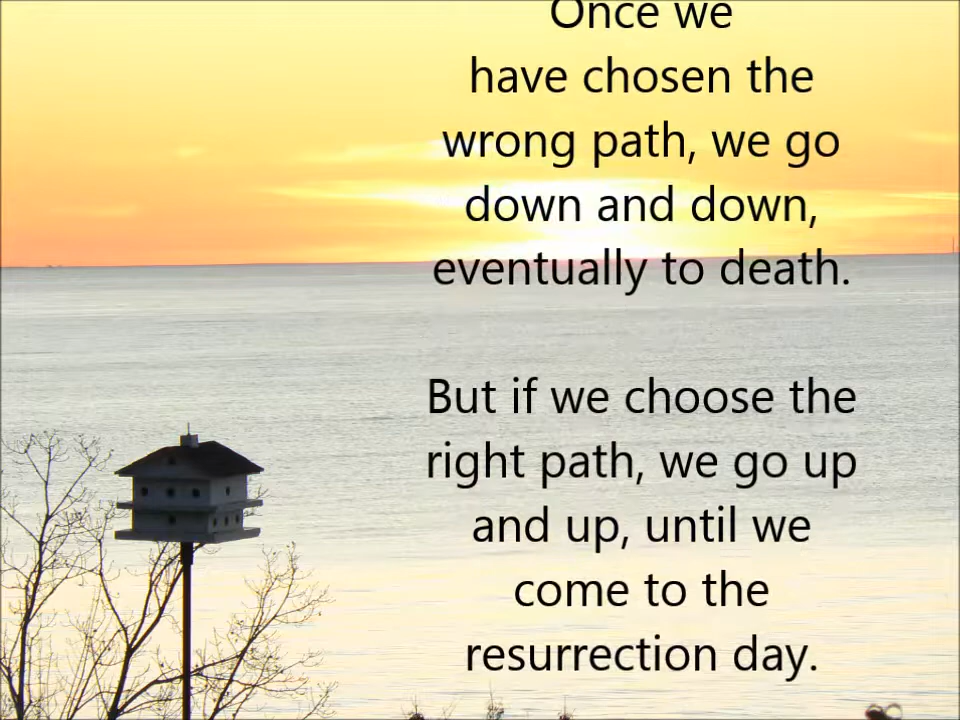 Once we
have chosen the
wrong path, we go
down and down,
eventually to death.
But if we choose the
right path, we go up
and up, until we
come to the
resurrection day.